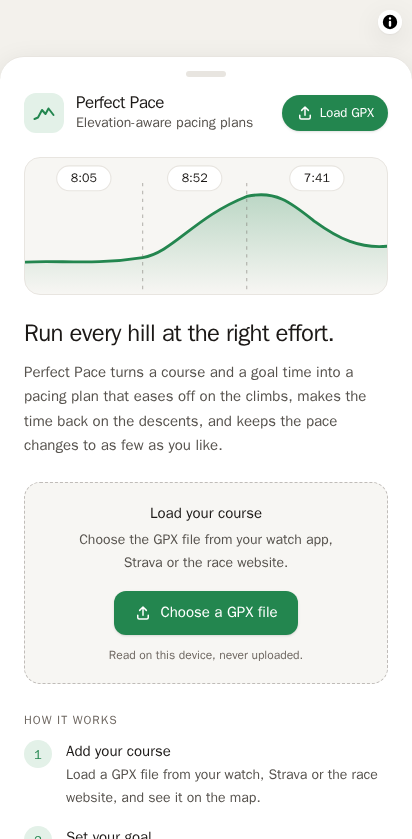 Perfect Pace
Elevation-aware pacing plans
Load GPX
8:05
8:52
7:41
Run every hill at the right effort.
Perfect Pace turns a course and a goal time into a
pacing plan that eases off on the climbs, makes the
time back on the descents, and keeps the pace
changes to as few as you like.
Load your course
Choose the GPX file from your watch app,
Strava or the race website.
Choose a GPX file
Read on this device, never uploaded.
HOW IT WORKS
1
Add your course
Load a GPX file from your watch, Strava or the race
website, and see it on the map.
2
Set your goal